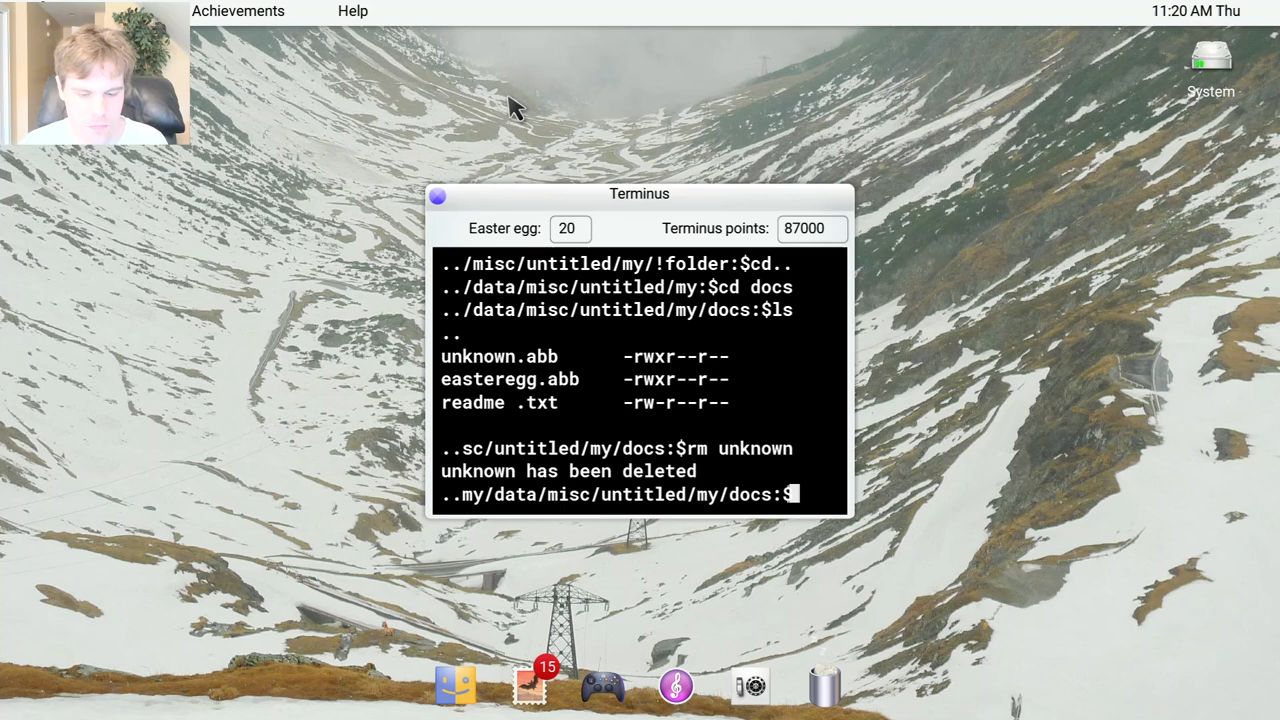 Achievements Help 11:20 AM Thu
System
Terminus
Easter egg: 20 Terminus points: 87000
../misc/untitled/my/!folder:$cd..
../data/misc/untitled/my:$cd docs
../data/misc/untitled/my/docs:$ls
..
unknown.abb -rwxr--r--
easteregg.abb -rwxr--r--
readme .txt -rw-r--r--
..sc/untitled/my/docs:$rm unknown
unknown has been deleted
..my/data/misc/untitled/my/docs:$
15